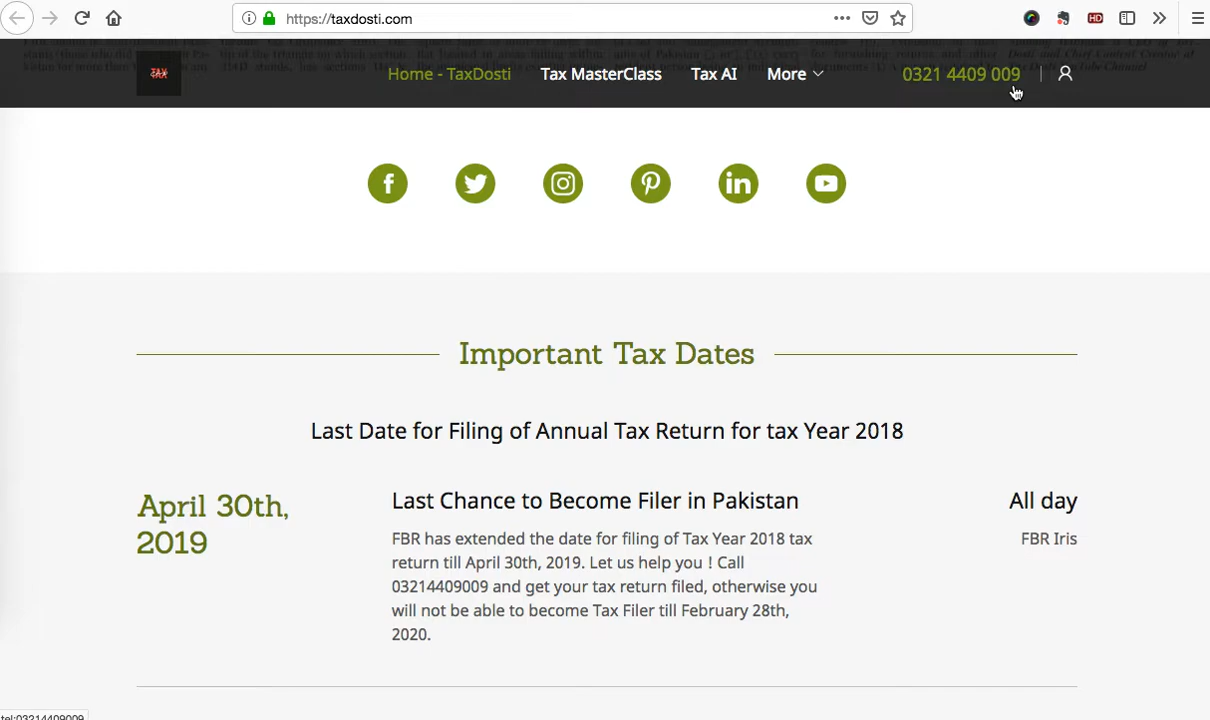 https://taxdosti.com
HD
TAX
Home - TaxDosti
Tax MasterClass
Tax AI
More
0321 4409 009
Important Tax Dates
Last Date for Filing of Annual Tax Return for tax Year 2018
April 30th,
2019
Last Chance to Become Filer in Pakistan
FBR has extended the date for filing of Tax Year 2018 tax
return till April 30th, 2019. Let us help you ! Call
03214409009 and get your tax return filed, otherwise you
will not be able to become Tax Filer till February 28th,
2020.
All day
FBR Iris
tel:03214409009